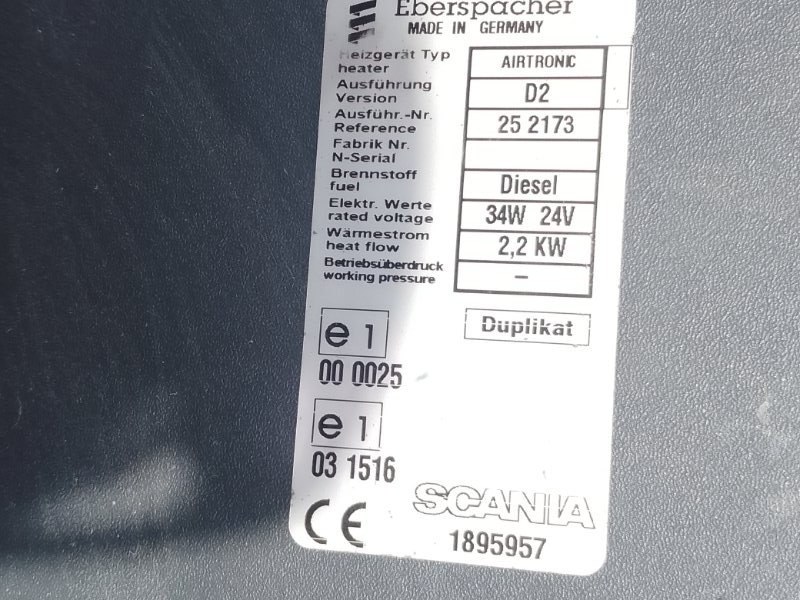 Eberspächer
MADE IN GERMANY
Heizgerät Typ
heater
AIRTRONIC
Ausführung
Version
D2
Ausführ.-Nr.
Reference
25 2173
Fabrik Nr.
N-Serial
Brennstoff
fuel
Diesel
Elektr. Werte
rated voltage
34W 24V
Wärmestrom
heat flow
2,2 KW
Betriebsüberdruck
working pressure
–
Duplikat
e 1
00 0025
e 1
03 1516
CE
SCANIA
1895957